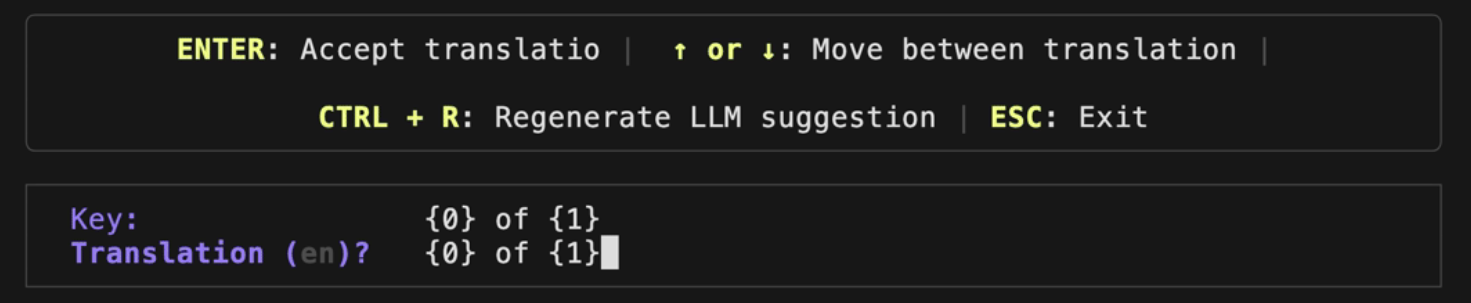 ENTER: Accept translatio | ↑ or ↓: Move between translation |
CTRL + R: Regenerate LLM suggestion | ESC: Exit
Key: {0} of {1}
Translation (en)? {0} of {1}